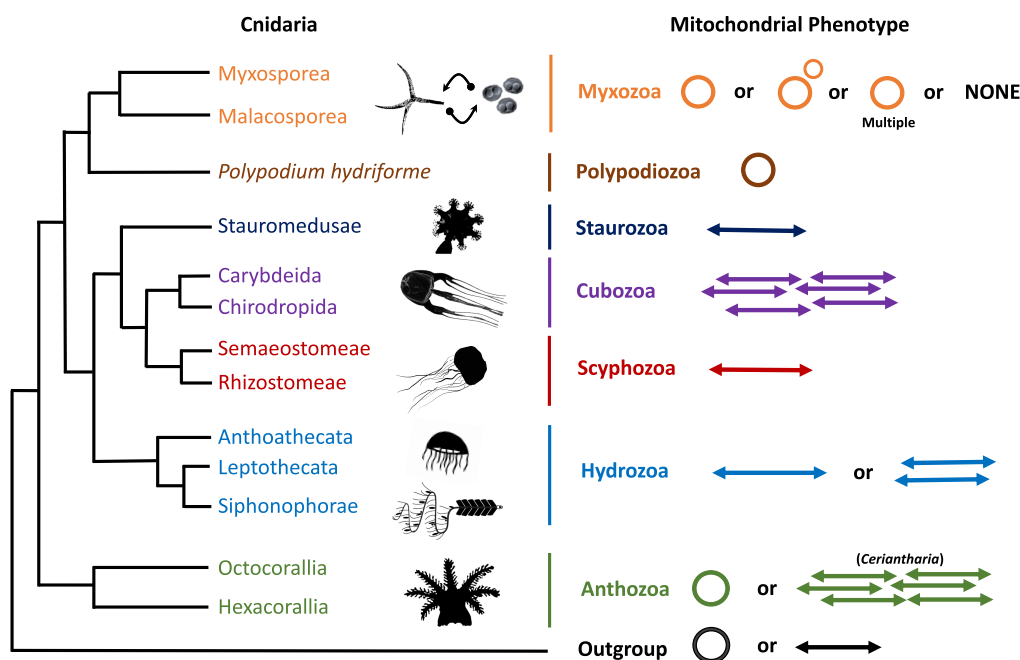 Cnidaria
Mitochondrial Phenotype
Myxosporea
Malacosporea
Myxozoa
or
or
or
NONE
Multiple
Polypodium hydriforme
Polypodiozoa
Stauromedusae
Staurozoa
Carybdeida
Chirodropida
Cubozoa
Semaeostomeae
Rhizostomeae
Scyphozoa
Anthoathecata
Leptothecata
Siphonophorae
Hydrozoa
or
Octocorallia
Hexacorallia
Anthozoa
or
(Ceriantharia)
Outgroup
or